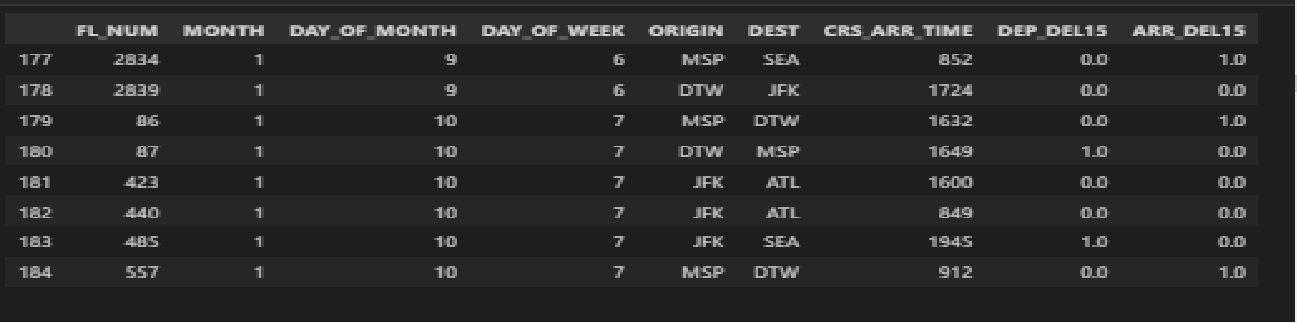 FL_NUM MONTH DAY_OF_MONTH DAY_OF_WEEK ORIGIN DEST CRS_ARR_TIME DEP_DEL15 ARR_DEL15
177 2834 1 9 6 MSP SEA 852 0.0 1.0
178 2839 1 9 6 DTW JFK 1724 0.0 0.0
179 86 1 10 7 MSP DTW 1632 0.0 1.0
180 87 1 10 7 DTW MSP 1649 1.0 0.0
181 423 1 10 7 JFK ATL 1600 0.0 0.0
182 440 1 10 7 JFK ATL 849 0.0 0.0
183 485 1 10 7 JFK SEA 1945 1.0 0.0
184 557 1 10 7 MSP DTW 912 0.0 1.0